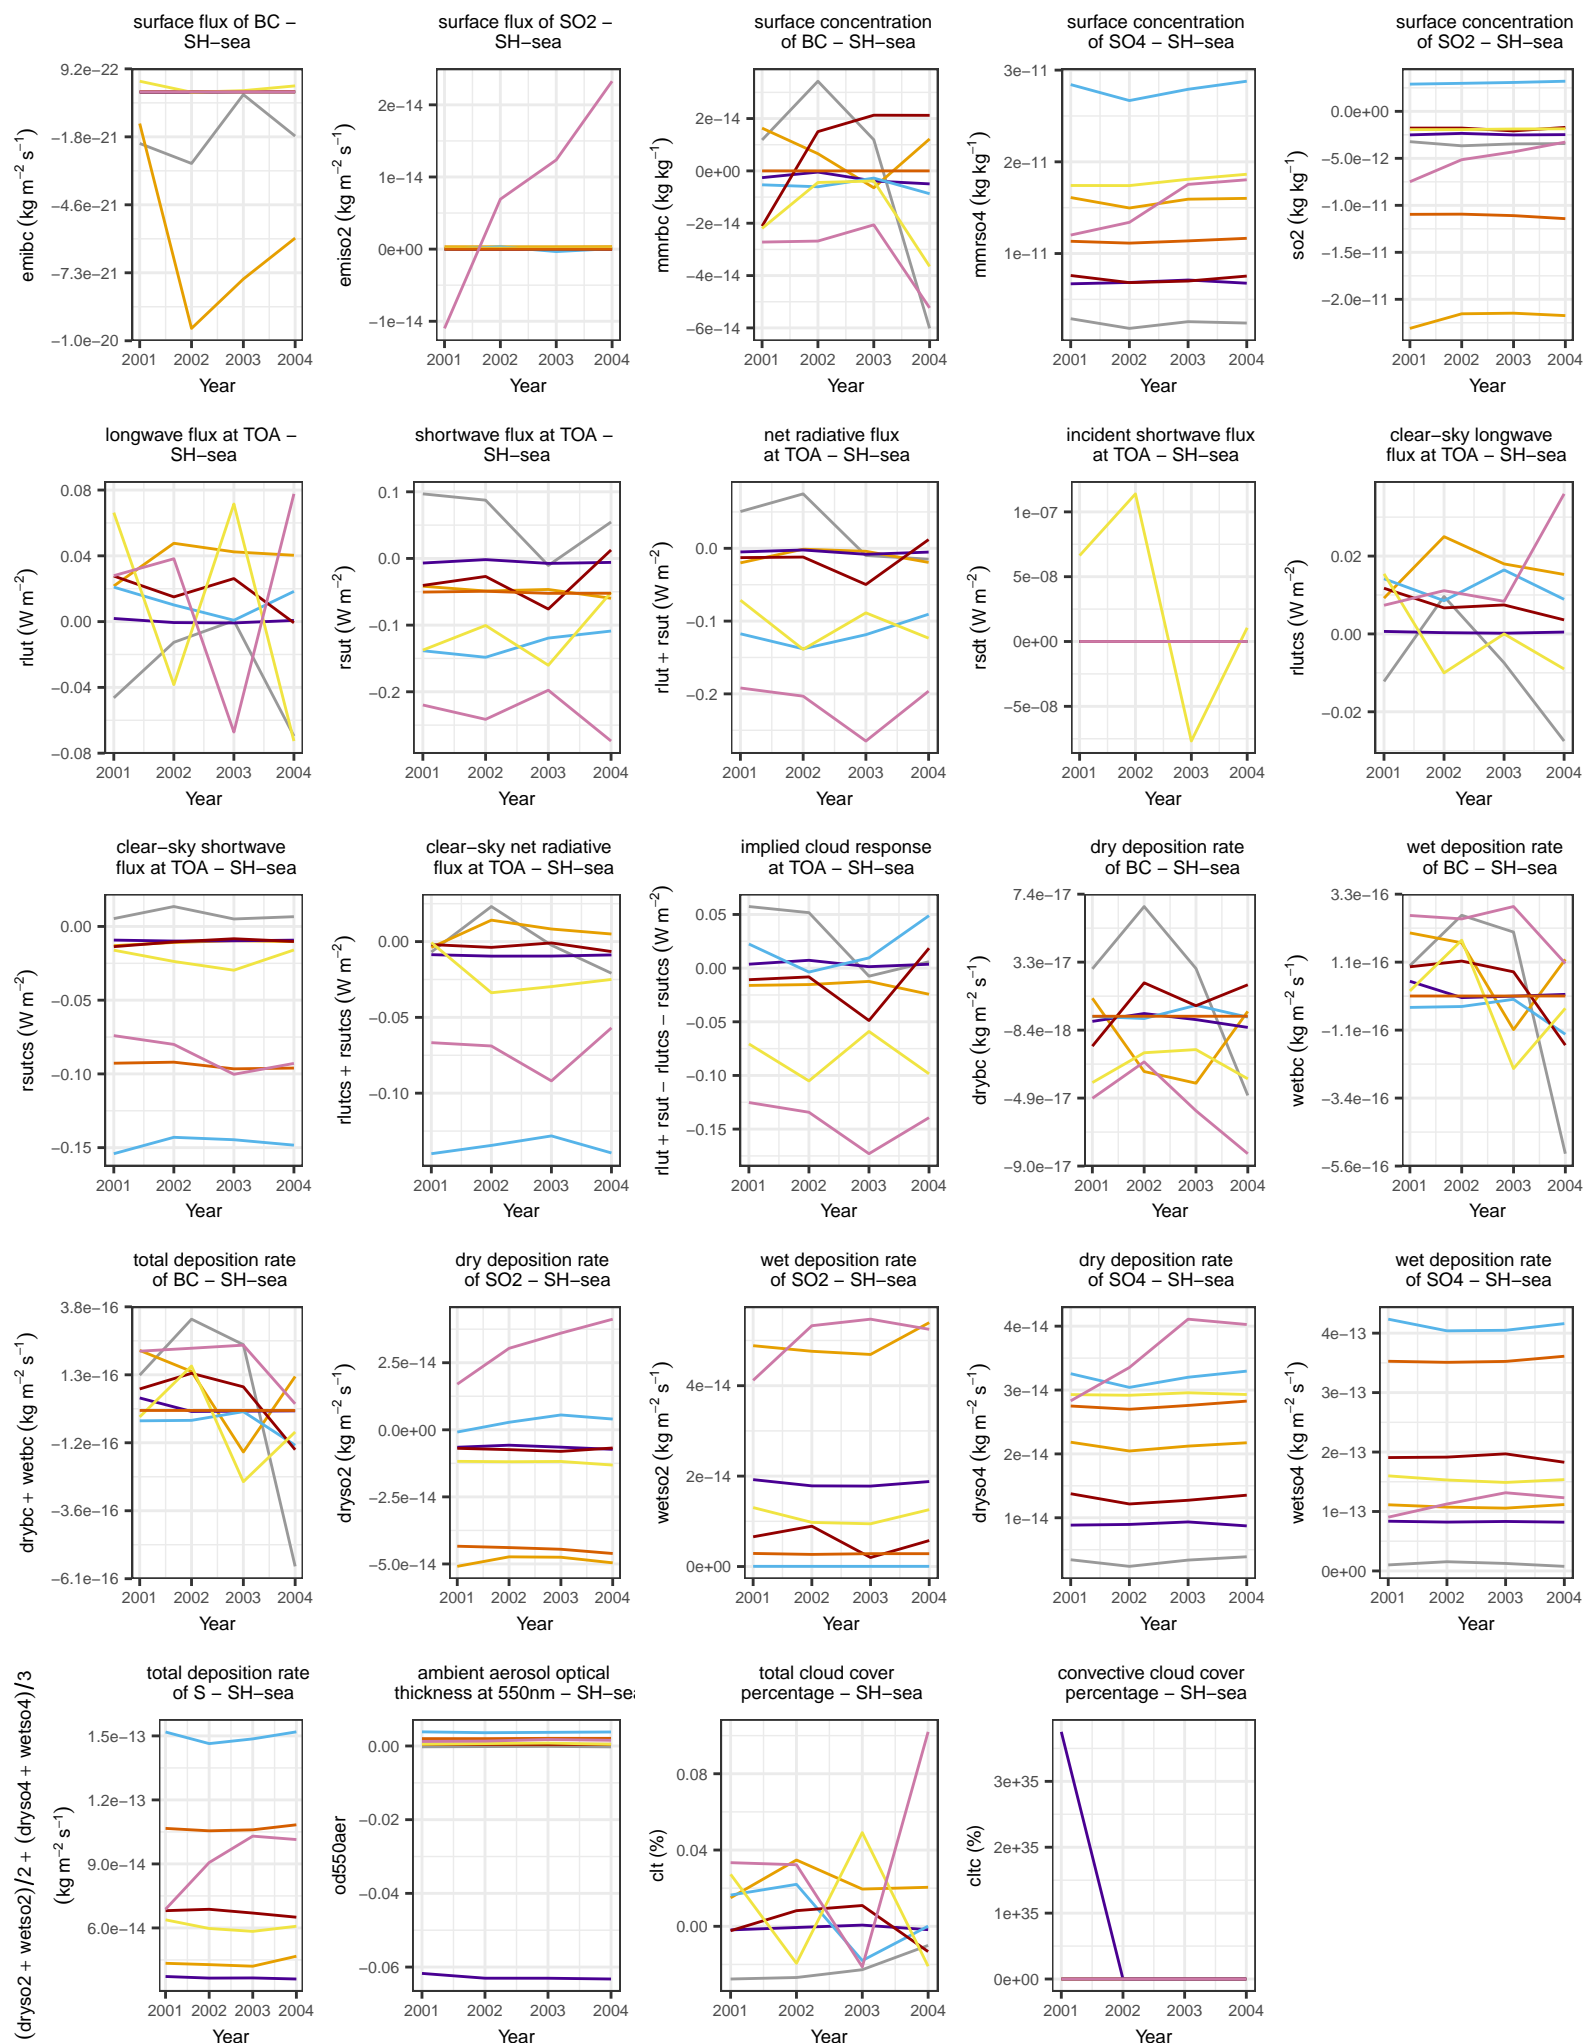 surface flux of BC −
SH−sea
emibc (kg m−2 s−1)
9.2e−22
−1.8e−21
−4.6e−21
−7.3e−21
−1.0e−20
2001 2002 2003 2004
Year
surface flux of SO2 −
SH−sea
emiso2 (kg m−2 s−1)
2e−14
1e−14
0e+00
−1e−14
2001 2002 2003 2004
Year
surface concentration
of BC − SH−sea
mmrbc (kg kg−1)
2e−14
0e+00
−2e−14
−4e−14
−6e−14
2001 2002 2003 2004
Year
surface concentration
of SO4 − SH−sea
mmrso4 (kg kg−1)
3e−11
2e−11
1e−11
2001 2002 2003 2004
Year
surface concentration
of SO2 − SH−sea
so2 (kg kg−1)
0.0e+00
−5.0e−12
−1.0e−11
−1.5e−11
−2.0e−11
2001 2002 2003 2004
Year
longwave flux at TOA −
SH−sea
rlut (W m−2)
0.08
0.04
0.00
−0.04
−0.08
2001 2002 2003 2004
Year
shortwave flux at TOA −
SH−sea
rsut (W m−2)
0.1
0.0
−0.1
−0.2
2001 2002 2003 2004
Year
net radiative flux
at TOA − SH−sea
rlut + rsut (W m−2)
0.0
−0.1
−0.2
2001 2002 2003 2004
Year
incident shortwave flux
at TOA − SH−sea
rsdt (W m−2)
1e−07
5e−08
0e+00
−5e−08
2001 2002 2003 2004
Year
clear−sky longwave
flux at TOA − SH−sea
rlutcs (W m−2)
0.02
0.00
−0.02
2001 2002 2003 2004
Year
clear−sky shortwave
flux at TOA − SH−sea
rsutcs (W m−2)
0.00
−0.05
−0.10
−0.15
2001 2002 2003 2004
Year
clear−sky net radiative
flux at TOA − SH−sea
rlutcs + rsutcs (W m−2)
0.00
−0.05
−0.10
2001 2002 2003 2004
Year
implied cloud response
at TOA − SH−sea
rlut + rsut − rlutcs − rsutcs (W m−2)
0.05
0.00
−0.05
−0.10
−0.15
2001 2002 2003 2004
Year
dry deposition rate
of BC − SH−sea
drybc (kg m−2 s−1)
7.4e−17
3.3e−17
−8.4e−18
−4.9e−17
−9.0e−17
2001 2002 2003 2004
Year
wet deposition rate
of BC − SH−sea
wetbc (kg m−2 s−1)
3.3e−16
1.1e−16
−1.1e−16
−3.4e−16
−5.6e−16
2001 2002 2003 2004
Year
total deposition rate
of BC − SH−sea
drybc + wetbc (kg m−2 s−1)
3.8e−16
1.3e−16
−1.2e−16
−3.6e−16
−6.1e−16
2001 2002 2003 2004
Year
dry deposition rate
of SO2 − SH−sea
dryso2 (kg m−2 s−1)
2.5e−14
0.0e+00
−2.5e−14
−5.0e−14
2001 2002 2003 2004
Year
wet deposition rate
of SO2 − SH−sea
wetso2 (kg m−2 s−1)
4e−14
2e−14
0e+00
2001 2002 2003 2004
Year
dry deposition rate
of SO4 − SH−sea
dryso4 (kg m−2 s−1)
4e−14
3e−14
2e−14
1e−14
2001 2002 2003 2004
Year
wet deposition rate
of SO4 − SH−sea
wetso4 (kg m−2 s−1)
4e−13
3e−13
2e−13
1e−13
0e+00
2001 2002 2003 2004
Year
total deposition rate
of S − SH−sea
(dryso2 + wetso2)/2 + (dryso4 + wetso4)/3
(kg m−2 s−1)
1.5e−13
1.2e−13
9.0e−14
6.0e−14
2001 2002 2003 2004
Year
ambient aerosol optical
thickness at 550nm − SH−sea
od550aer
0.00
−0.02
−0.04
−0.06
2001 2002 2003 2004
Year
total cloud cover
percentage − SH−sea
clt (%)
0.08
0.04
0.00
2001 2002 2003 2004
Year
convective cloud cover
percentage − SH−sea
cltc (%)
3e+35
2e+35
1e+35
0e+00
2001 2002 2003 2004
Year